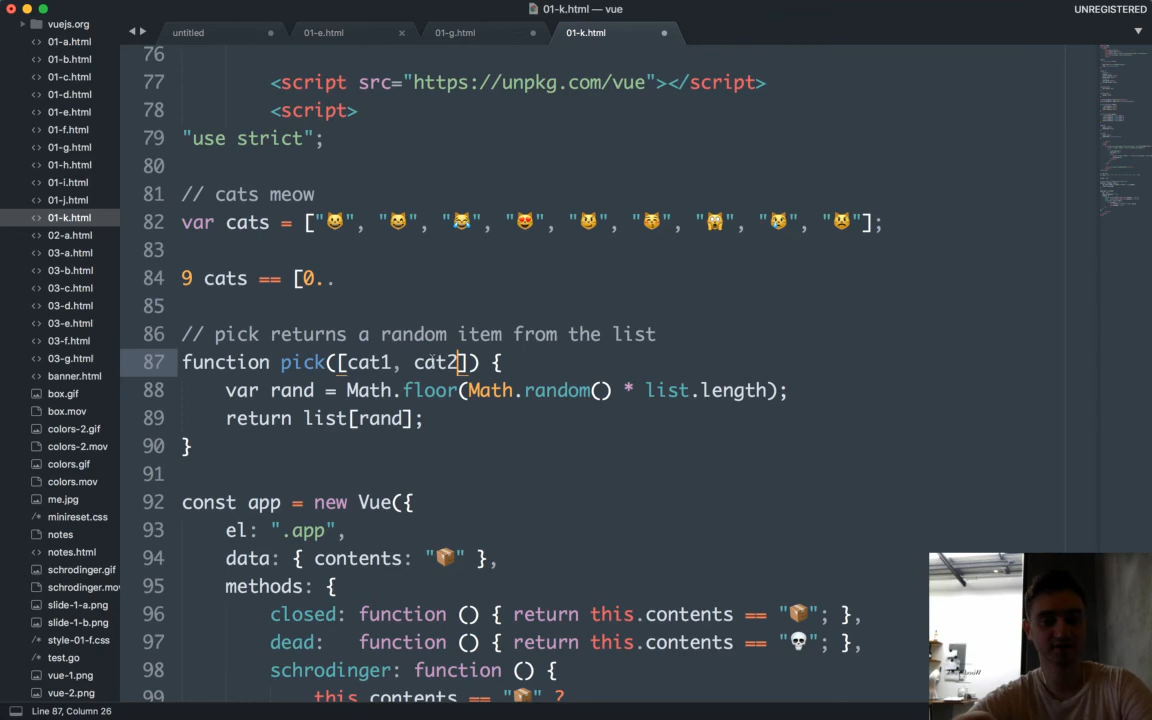 01-k.html — vue
UNREGISTERED
vuejs.org
01-a.html
01-b.html
01-c.html
01-d.html
01-e.html
01-f.html
01-g.html
01-h.html
01-i.html
01-j.html
01-k.html
02-a.html
03-a.html
03-b.html
03-c.html
03-d.html
03-e.html
03-f.html
03-g.html
banner.html
box.gif
box.mov
colors-2.gif
colors-2.mov
colors.gif
colors.mov
me.jpg
minireset.css
notes
notes.html
schrodinger.gif
schrodinger.mov
slide-1-a.png
slide-1-b.png
style-01-f.css
test.go
vue-1.png
vue-2.png
untitled
01-e.html
01-g.html
01-k.html
76
77 <script src="https://unpkg.com/vue"></script>
78 <script>
79 "use strict";
80
81 // cats meow
82 var cats = ["😺", "😸", "😹", "😻", "😼", "😽", "🙀", "😿", "😾"];
83
84 9 cats == [0..
85
86 // pick returns a random item from the list
87 function pick([cat1, cat2]) {
88 var rand = Math.floor(Math.random() * list.length);
89 return list[rand];
90 }
91
92 const app = new Vue({
93 el: ".app",
94 data: { contents: "📦" },
95 methods: {
96 closed: function () { return this.contents == "📦"; },
97 dead: function () { return this.contents == "💀"; },
98 schrodinger: function () {
99 this.contents == "📦" ?
Line 87, Column 26